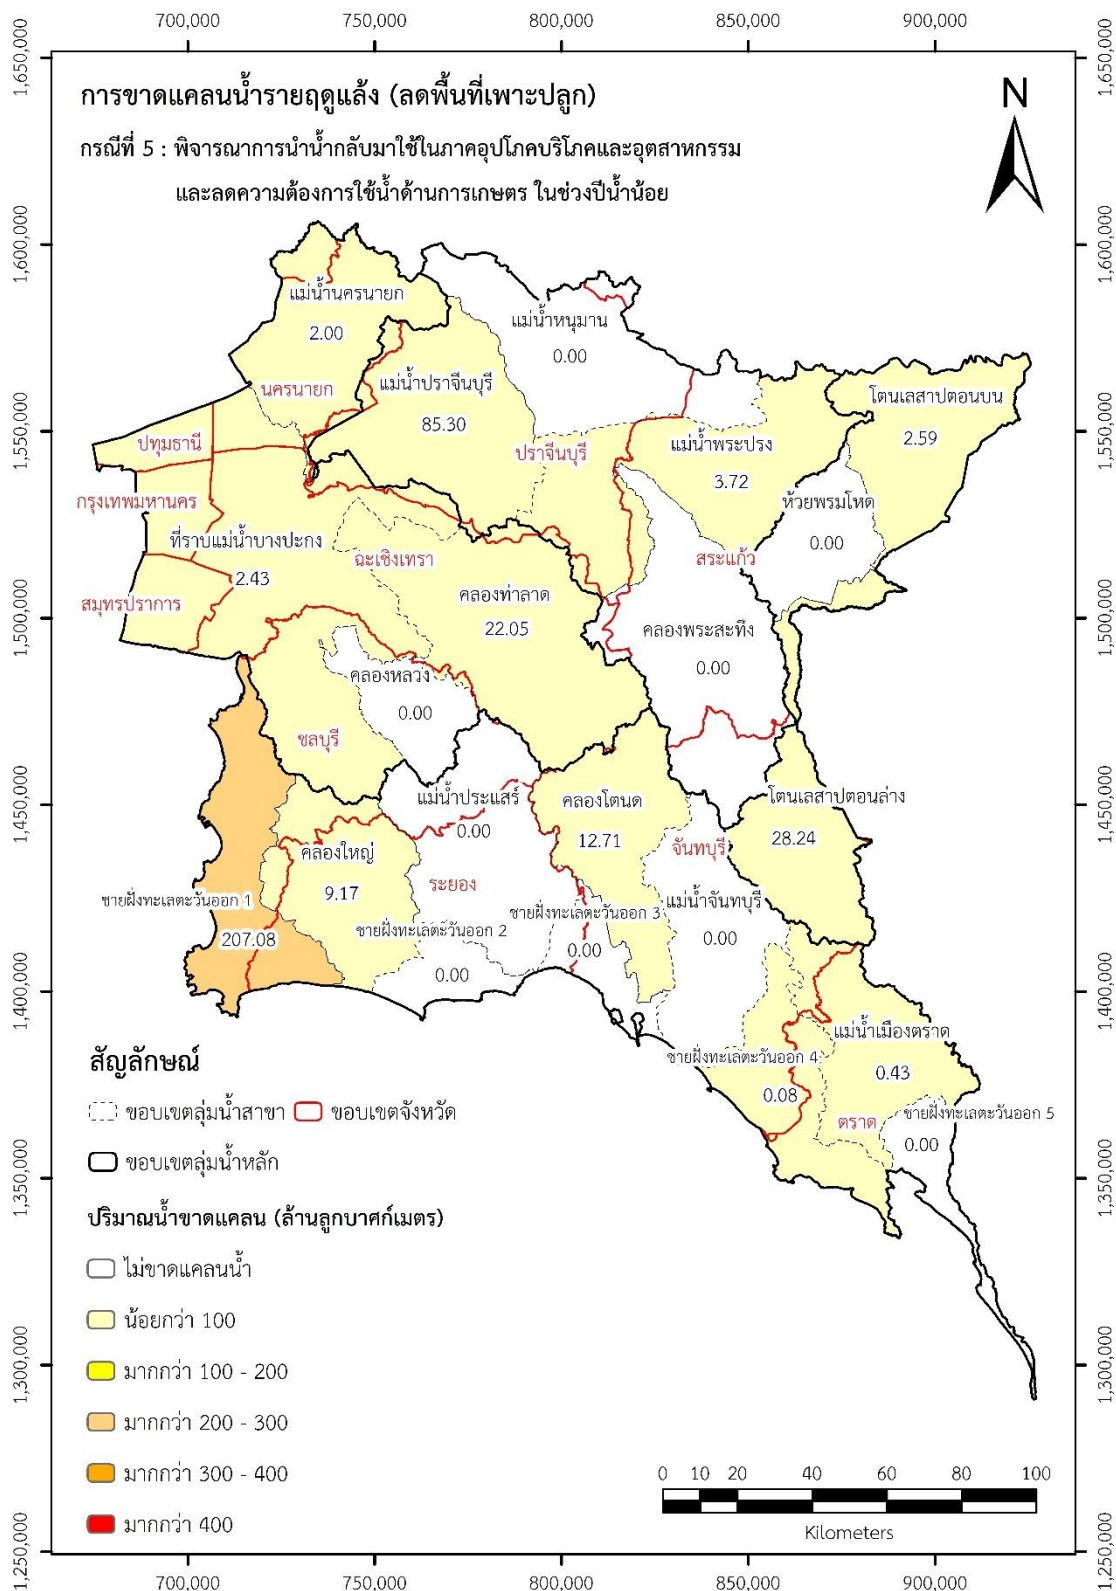 700,000 750,000 800,000 850,000 900,000
1,650,000 1,650,000
การขาดแคลนน้ำรายฤดูแล้ง (ลดพื้นที่เพาะปลูก)
N
กรณีที่ 5 : พิจารณาการนำน้ำกลับมาใช้ในภาคอุปโภคบริโภคและอุตสาหกรรม
และลดความต้องการใช้น้ำด้านการเกษตร ในช่วงปีน้ำน้อย
1,600,000 1,600,000
แม่น้ำนครนายก
2.00
แม่น้ำหนุมาน
0.00
นครนายก
แม่น้ำปราจีนบุรี
85.30
โตนเลสาปตอนบน
2.59
ปทุมธานี
ปราจีนบุรี
แม่น้ำพระปรง
3.72
1,550,000 1,550,000
กรุงเทพมหานคร
ห้วยพรมโหด
0.00
ที่ราบแม่น้ำบางปะกง
2.43
ฉะเชิงเทรา
สระแก้ว
สมุทรปราการ
คลองท่าลาด
22.05
คลองพระสะทึง
0.00
1,500,000 1,500,000
คลองหลวง
0.00
ชลบุรี
แม่น้ำประแสร์
0.00
คลองโตนด
12.71
โตนเลสาปตอนล่าง
28.24
1,450,000 1,450,000
คลองใหญ่
9.17
ระยอง
จันทบุรี
ชายฝั่งทะเลตะวันออก 1
207.08
ชายฝั่งทะเลตะวันออก 2
0.00
ชายฝั่งทะเลตะวันออก 3
0.00
แม่น้ำจันทบุรี
0.00
1,400,000 1,400,000
แม่น้ำเมืองตราด
0.43
ชายฝั่งทะเลตะวันออก 4
0.08
ตราด
ชายฝั่งทะเลตะวันออก 5
0.00
สัญลักษณ์
ขอบเขตลุ่มน้ำสาขา ขอบเขตจังหวัด
ขอบเขตลุ่มน้ำหลัก
1,350,000 1,350,000
ปริมาณน้ำขาดแคลน (ล้านลูกบาศก์เมตร)
ไม่ขาดแคลนน้ำ
น้อยกว่า 100
มากกว่า 100 - 200
มากกว่า 200 - 300
มากกว่า 300 - 400
มากกว่า 400
1,300,000 1,300,000
0 10 20 40 60 80 100
Kilometers
1,250,000 1,250,000
700,000 750,000 800,000 850,000 900,000